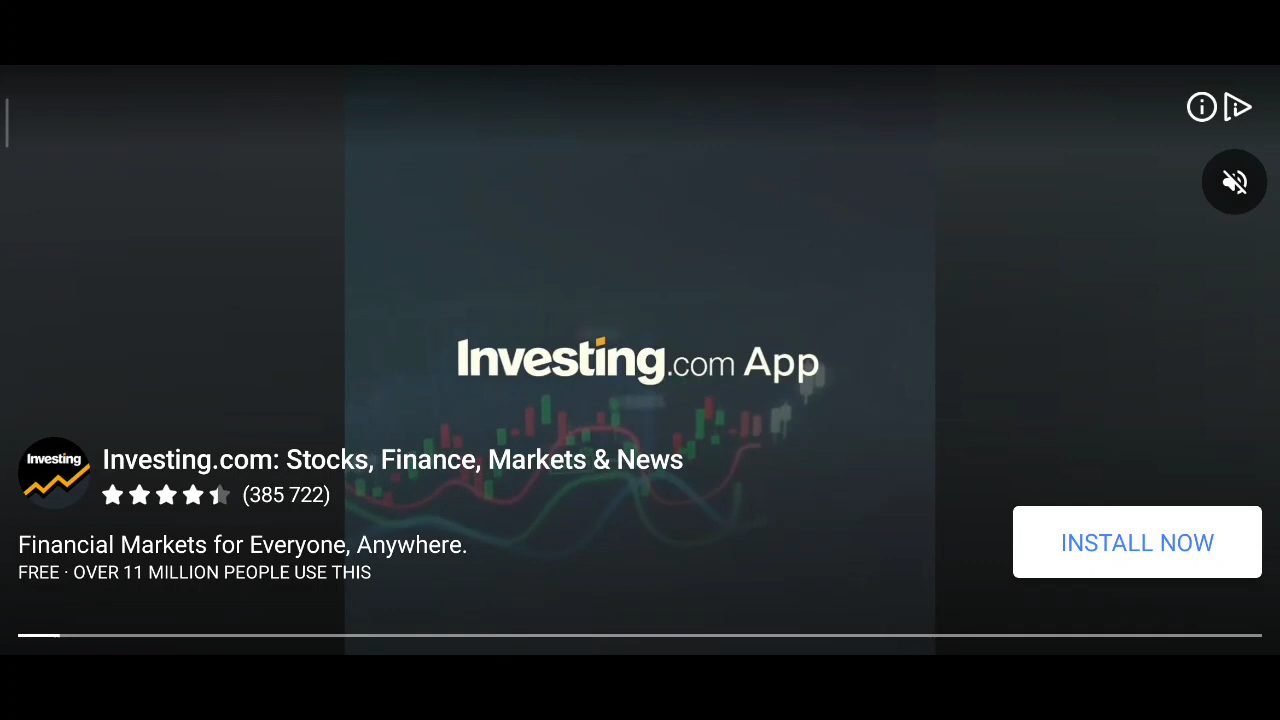 Investing.com App
Investing
Investing.com: Stocks, Finance, Markets & News
(385 722)
Financial Markets for Everyone, Anywhere.
FREE · OVER 11 MILLION PEOPLE USE THIS
INSTALL NOW